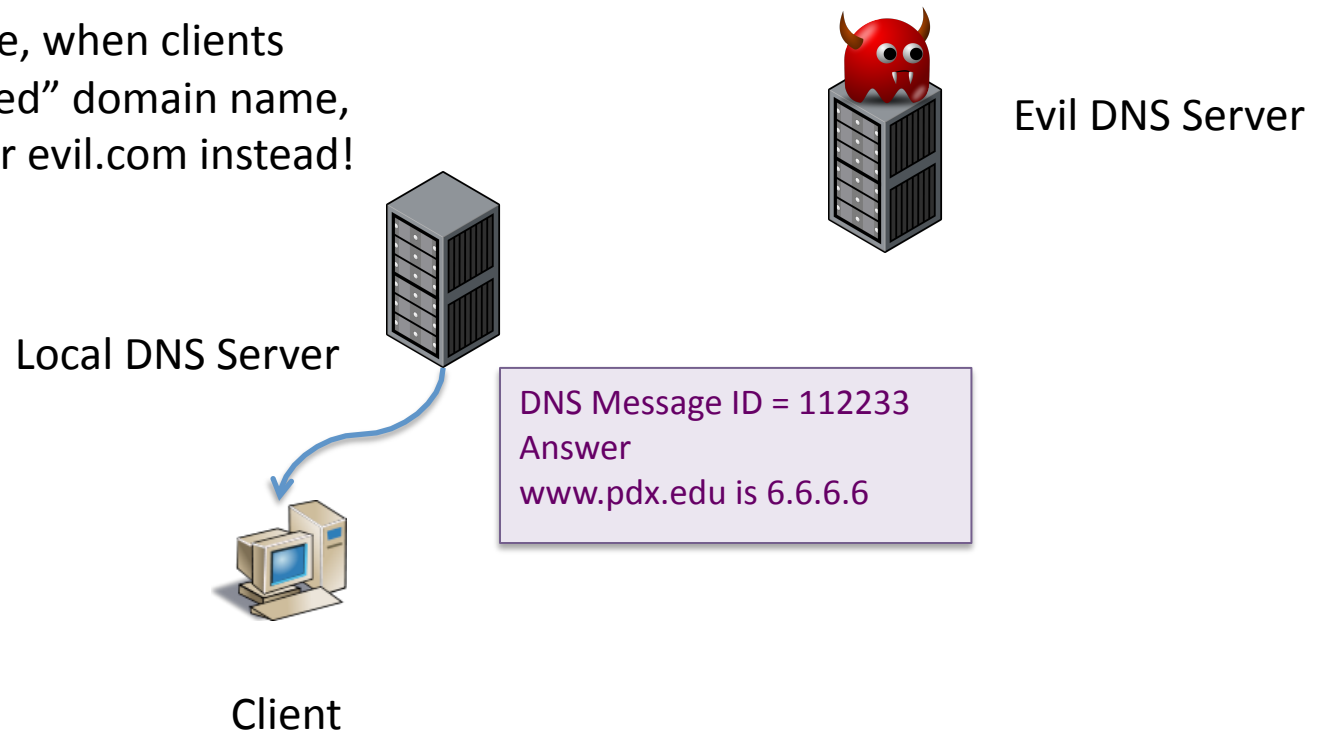 e, when clients
ed” domain name,
r evil.com instead!
Evil DNS Server
Local DNS Server
DNS Message ID = 112233
Answer
www.pdx.edu is 6.6.6.6
Client